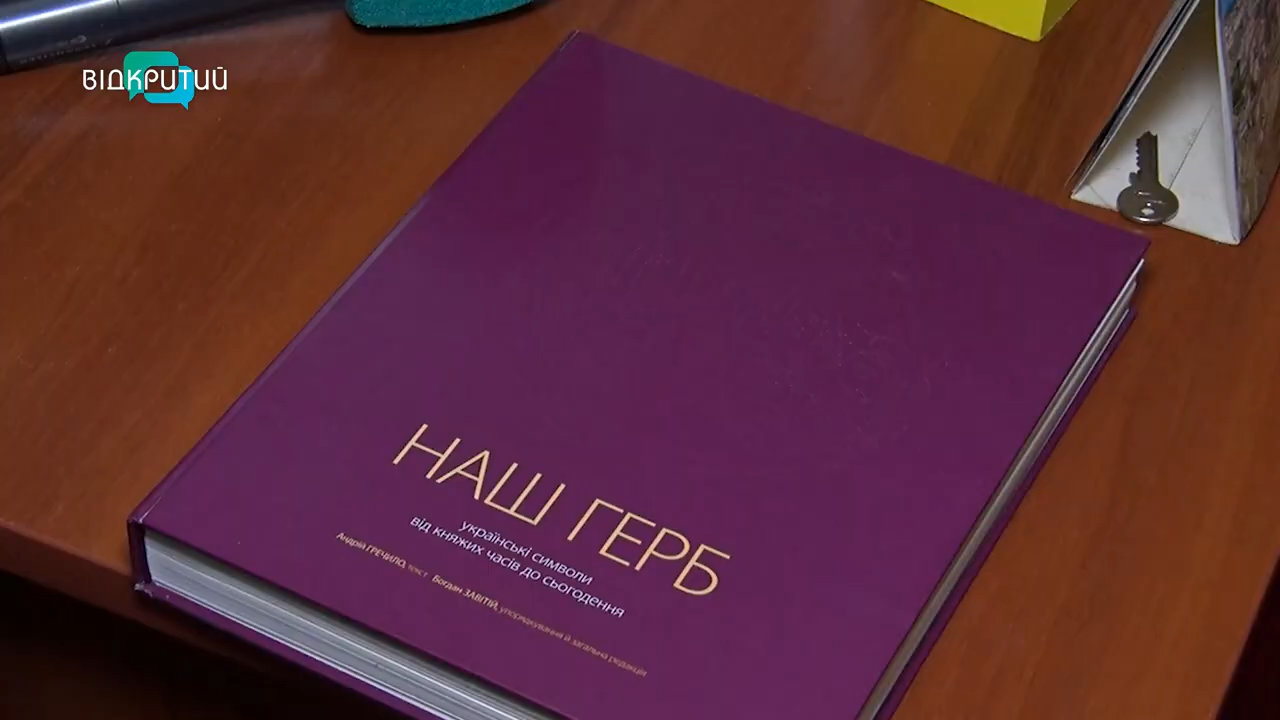 ВІДКРИТИЙ
НАШ ГЕРБ
українські символи
від княжих часів до сьогодення
Андрій ГРЕЧИЛО, текст Богдан ЗАВІТІЙ, упорядкування й загальна редакція